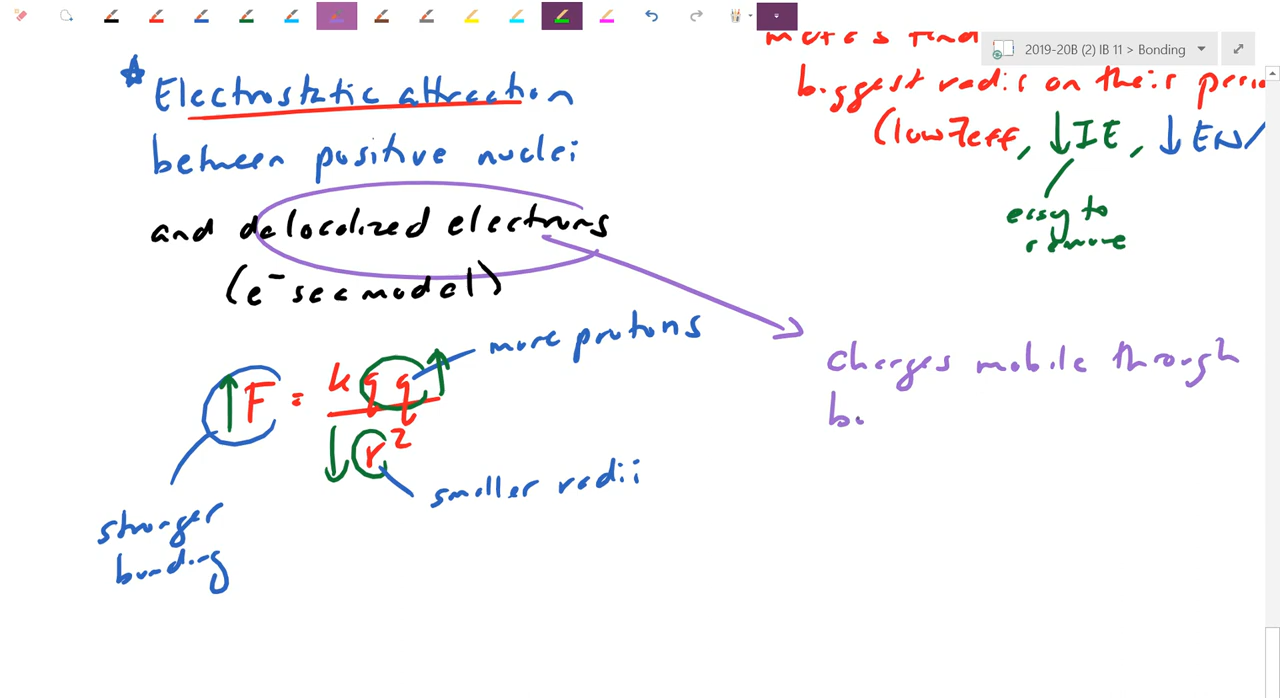 2019-20B (2) IB 11 > Bonding
biggest radii on their
(low Zeff, ↓IE, ↓EN/
easy to
remove
Electrostatic attraction
between positive nuclei
and delocalized electrons
(e⁻ sea model)
more protons
↑F = kqq↑
↓r²
smaller radii
stronger
bonding
charges mobile through